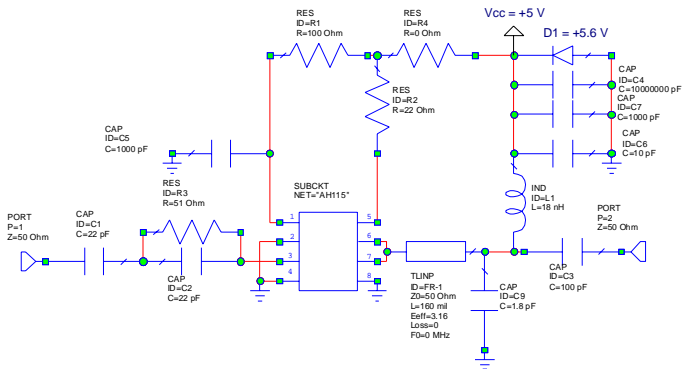 RES
ID=R1
R=100 Ohm
RES
ID=R4
R=0 Ohm
Vcc = +5 V
D1 = +5.6 V
CAP
ID=C4
C=10000000 pF
CAP
ID=C7
C=1000 pF
CAP
ID=C6
C=10 pF
RES
ID=R2
R=22 Ohm
CAP
ID=C5
C=1000 pF
RES
ID=R3
R=51 Ohm
SUBCKT
NET="AH115"
IND
ID=L1
L=18 nH
PORT
P=1
Z=50 Ohm
CAP
ID=C1
C=22 pF
CAP
ID=C2
C=22 pF
1
2
3
4
5
6
7
8
PORT
P=2
Z=50 Ohm
CAP
ID=C3
C=100 pF
TLINP
ID=FR-1
Z0=50 Ohm
L=160 mil
Eeff=3.16
Loss=0
F0=0 MHz
CAP
ID=C9
C=1.8 pF